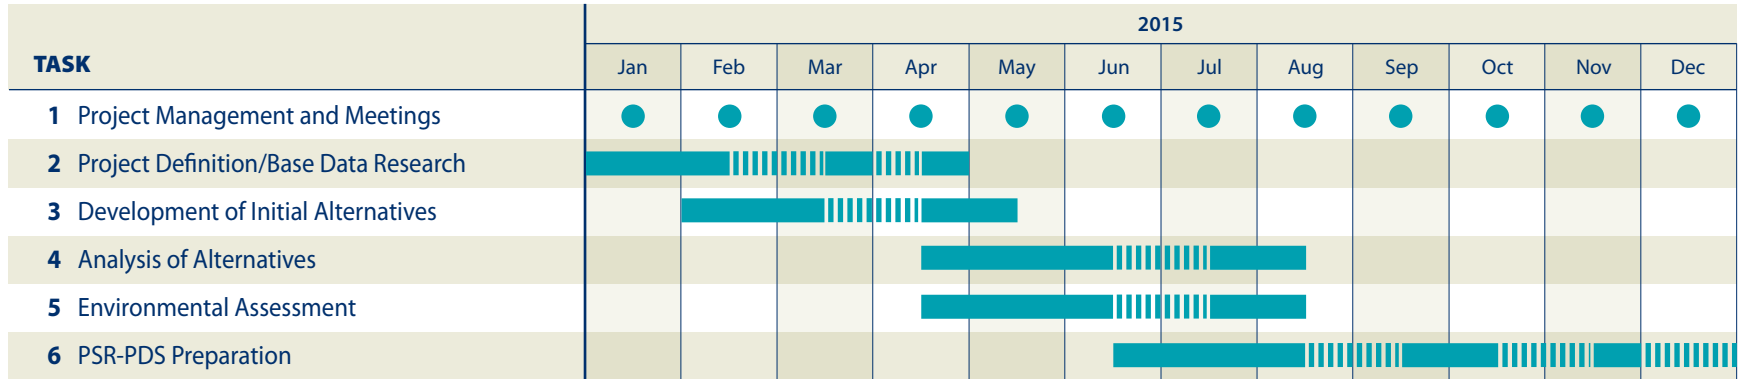 2015
TASK Jan Feb Mar Apr May Jun Jul Aug Sep Oct Nov Dec
1 Project Management and Meetings
2 Project Definition/Base Data Research
3 Development of Initial Alternatives
4 Analysis of Alternatives
5 Environmental Assessment
6 PSR-PDS Preparation